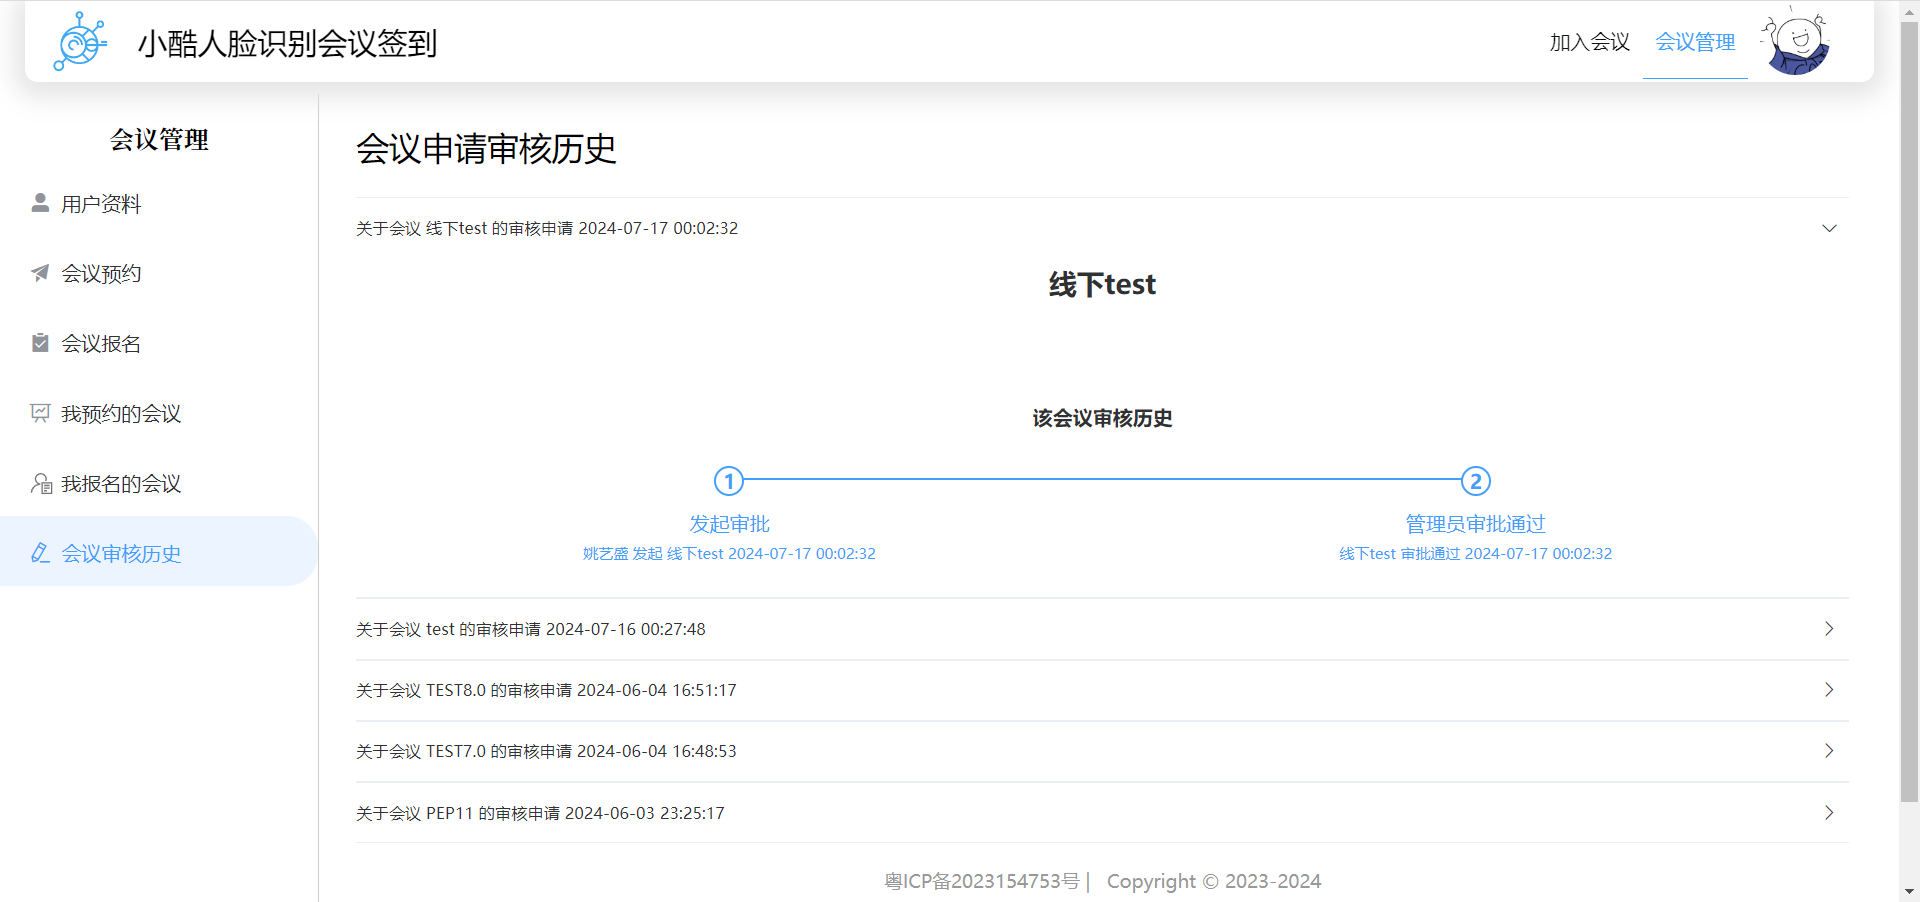 小酷人脸识别会议签到
加入会议
会议管理
会议管理
用户资料
会议预约
会议报名
我预约的会议
我报名的会议
会议审核历史
会议申请审核历史
关于会议 线下test 的审核申请 2024-07-17 00:02:32
线下test
该会议审核历史
1
2
发起审批
管理员审批通过
姚艺盛 发起 线下test 2024-07-17 00:02:32
线下test 审批通过 2024-07-17 00:02:32
关于会议 test 的审核申请 2024-07-16 00:27:48
关于会议 TEST8.0 的审核申请 2024-06-04 16:51:17
关于会议 TEST7.0 的审核申请 2024-06-04 16:48:53
关于会议 PEP11 的审核申请 2024-06-03 23:25:17
粤ICP备2023154753号 | Copyright © 2023-2024